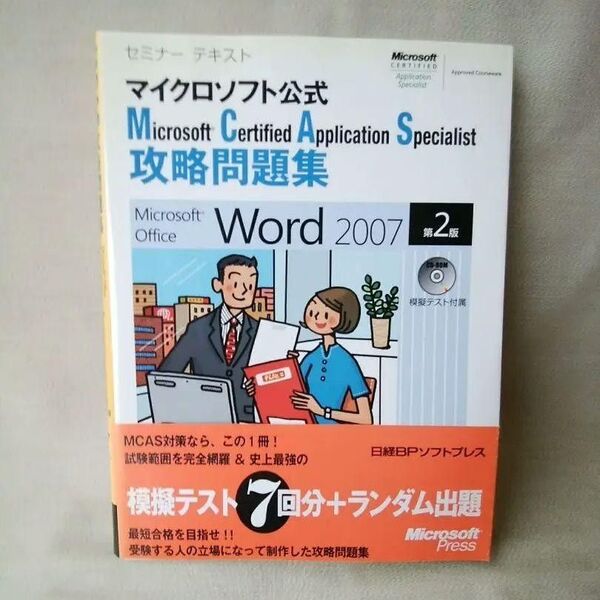 セミナー テキスト
Microsoft
CERTIFIED
Application
Specialist
Approved Courseware
マイクロソフト公式
Microsoft® Certified Application Specialist
攻略問題集
Microsoft®
Office
Word 2007
第2版
CD-ROM
模擬テスト付属
MCAS対策なら、この1冊！
試験範囲を完全網羅 & 史上最強の
日経BPソフトプレス
模擬テスト7回分+ランダム出題
最短合格を目指せ!!
受験する人の立場になって制作した攻略問題集
Microsoft
Press